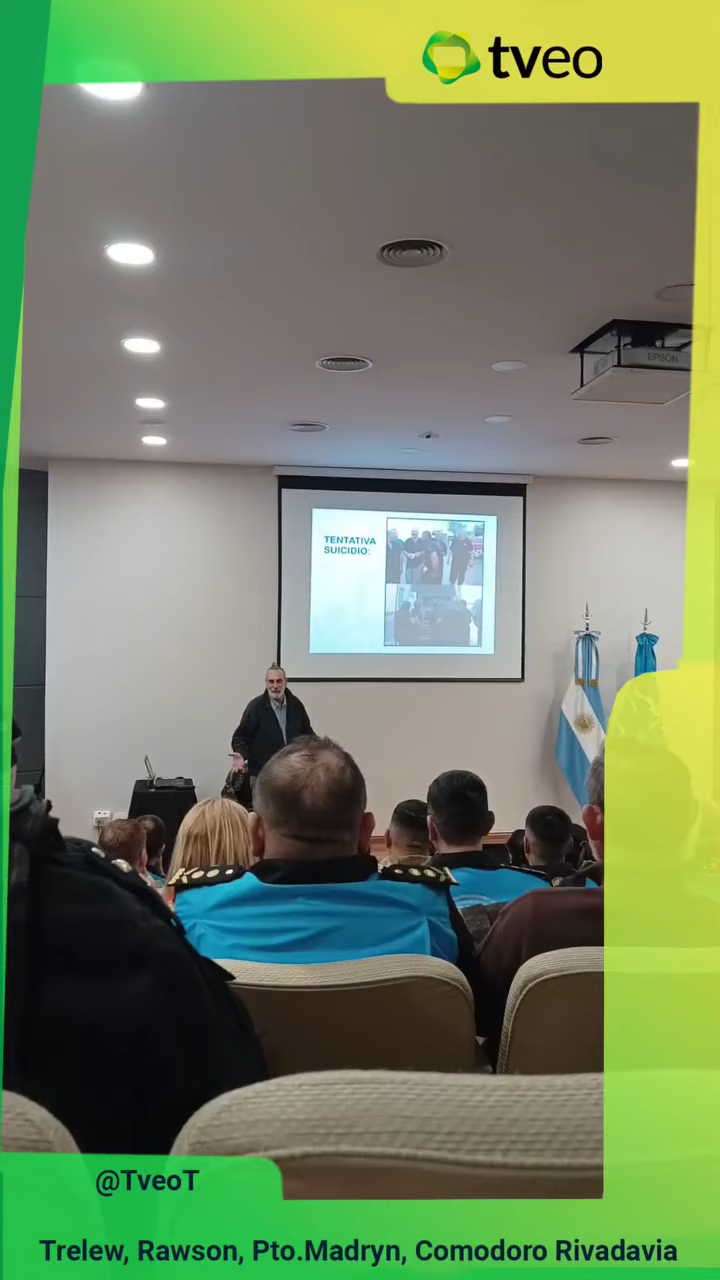 tveo
EPSON
TENTATIVA
SUICIDIO:
@TveoT
Trelew, Rawson, Pto.Madryn, Comodoro Rivadavia